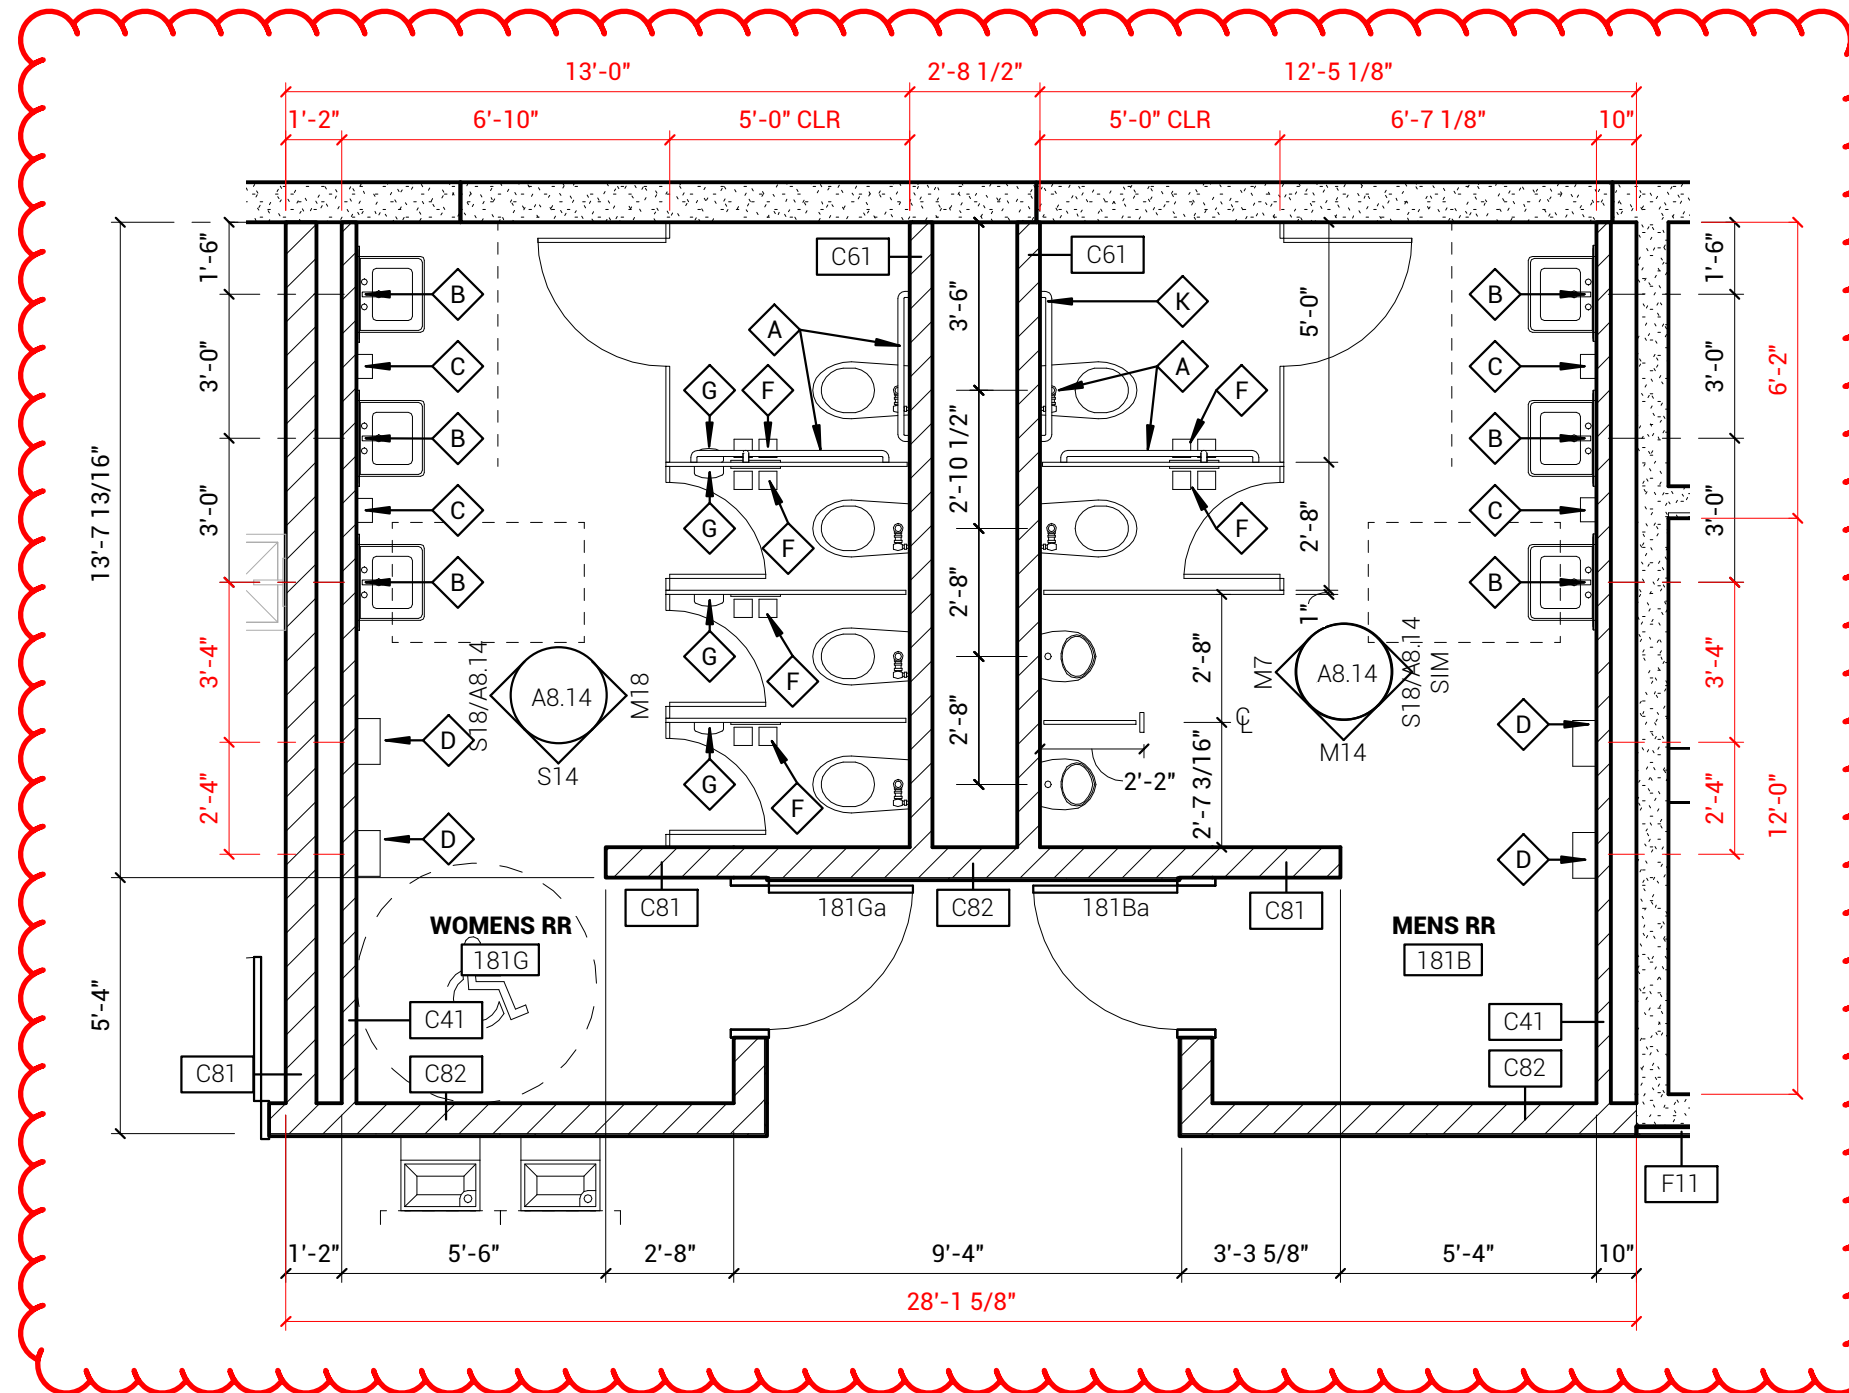 13'-0" 2'-8 1/2" 12'-5 1/8"
1'-2" 6'-10" 5'-0" CLR 5'-0" CLR 6'-7 1/8" 10"
C61 C61
1'-6" 3'-0" 3'-0" 3'-4" 2'-4"
13'-7 13/16"
5'-4"
B
C
B
C
B
D
D
A
G F
G F
G F
G F
3'-6"
2'-10 1/2"
2'-8"
2'-8"
K
A F
F
5'-0"
2'-8"
1"
2'-8"
2'-7 3/16"
2'-2"
CL
B
C
B
C
B
D
D
1'-6"
3'-0"
3'-0"
3'-4"
2'-4"
6'-2"
12'-0"
S18/A8.14
A8.14
M18
S14
M7
A8.14
S18/A8.14
SIM
M14
C81 181Ga C82 181Ba C81
WOMENS RR
181G
MENS RR
181B
C41
C82
C81
C41
C82
F11
1'-2" 5'-6" 2'-8" 9'-4" 3'-3 5/8" 5'-4" 10"
28'-1 5/8"